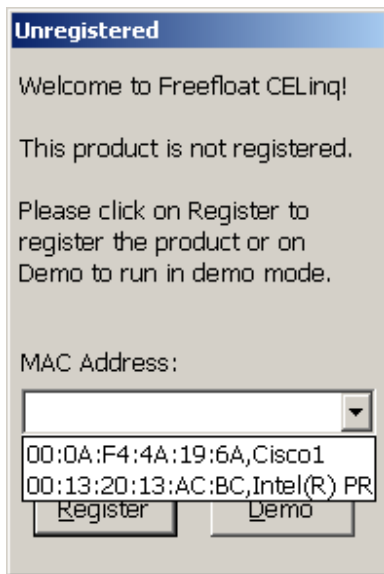 Unregistered
Welcome to Freefloat CELinq!
This product is not registered.
Please click on Register to
register the product or on
Demo to run in demo mode.
MAC Address:
00:0A:F4:4A:19:6A,Cisco1
00:13:20:13:AC:BC,Intel(R) PR
Register Demo